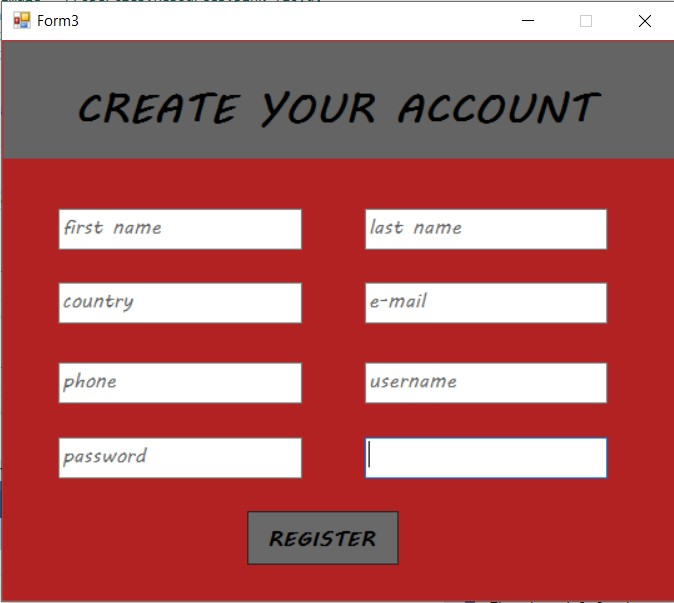 Form3
CREATE YOUR ACCOUNT
first name
last name
country
e-mail
phone
username
password
REGISTER